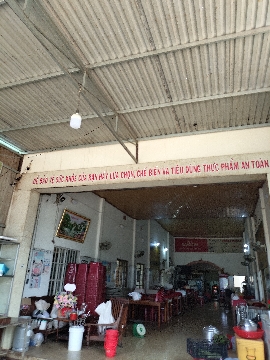 ĐỂ BẢO VỆ SỨC KHỎE CỦA BẠN HÃY LỰA CHỌN, CHẾ BIẾN VÀ TIÊU DÙNG THỰC PHẨM AN TOÀN